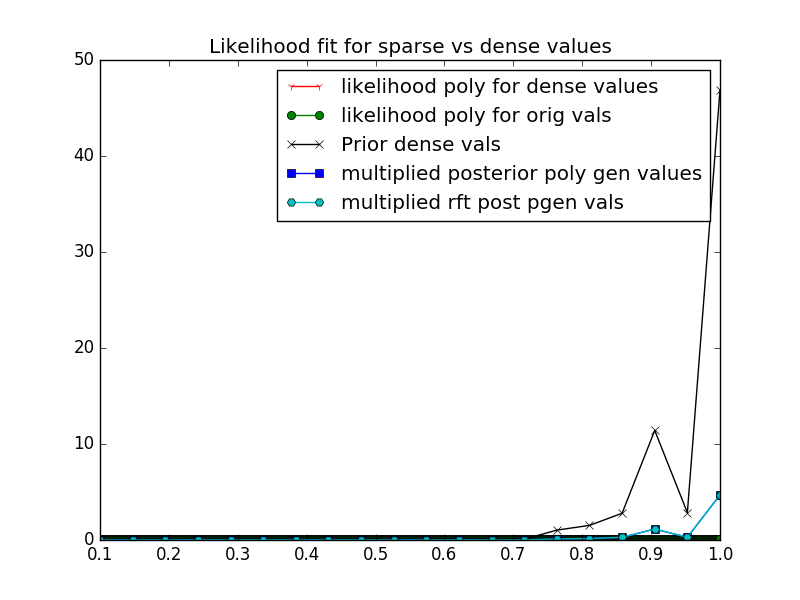 Likelihood fit for sparse vs dense values
50
40
30
20
10
0
likelihood poly for dense values
likelihood poly for orig vals
Prior dense vals
multiplied posterior poly gen values
multiplied rft post pgen vals
0.1 0.2 0.3 0.4 0.5 0.6 0.7 0.8 0.9 1.0